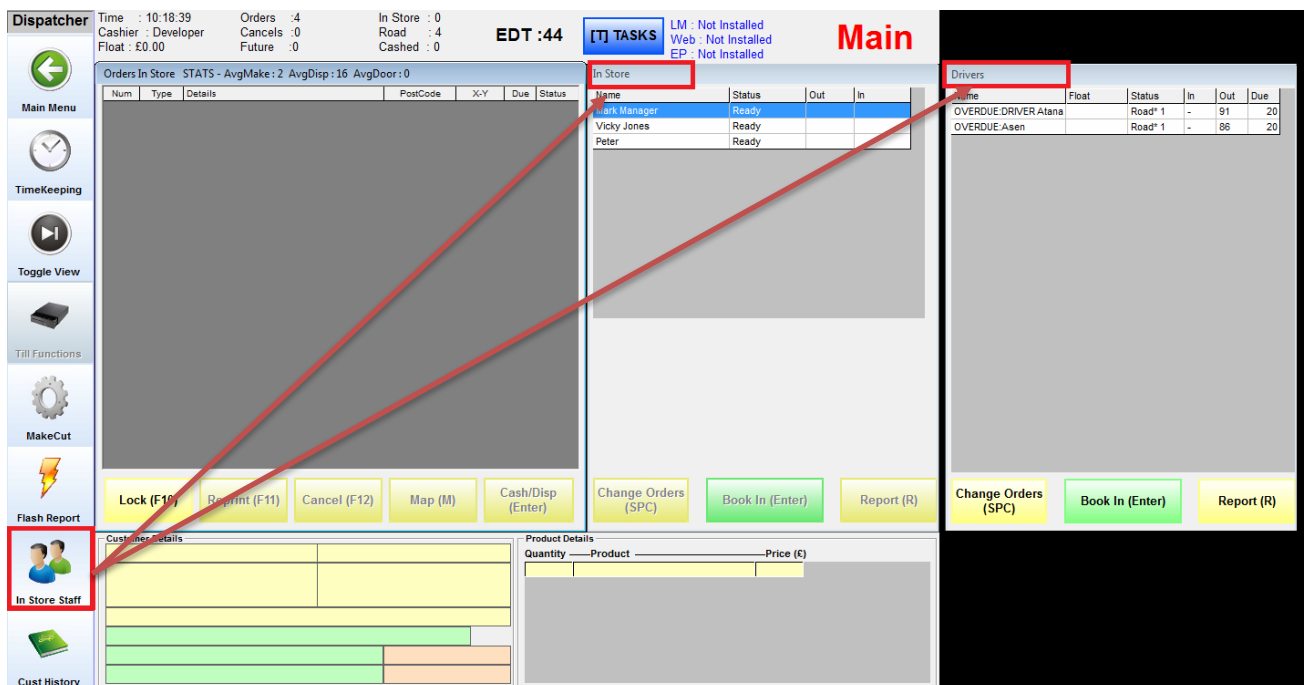 Dispatcher
Time : 10:18:39 Orders :4 In Store : 0
Cashier : Developer Cancels :0 Road : 4
Float : £0.00 Future :0 Cashed : 0
EDT :44
[T] TASKS
LM : Not Installed
Web : Not Installed
EP : Not Installed
Main
Main Menu
TimeKeeping
Toggle View
Till Functions
MakeCut
Flash Report
In Store Staff
Cust History
Orders In Store STATS - AvgMake : 2 AvgDisp : 16 AvgDoor : 0
Num Type Details PostCode X-Y Due Status
Lock (F10) Reprint (F11) Cancel (F12) Map (M) Cash/Disp
(Enter)
In Store
Name Status Out In
Mark Manager Ready
Vicky Jones Ready
Peter Ready
Change Orders
(SPC)
Book In (Enter)
Report (R)
Drivers
Name Float Status In Out Due
OVERDUE:DRIVER Atana Road* 1 - 91 20
OVERDUE:Asen Road* 1 - 86 20
Change Orders
(SPC)
Book In (Enter)
Report (R)
Customer Details
Product Details
Quantity Product Price (£)